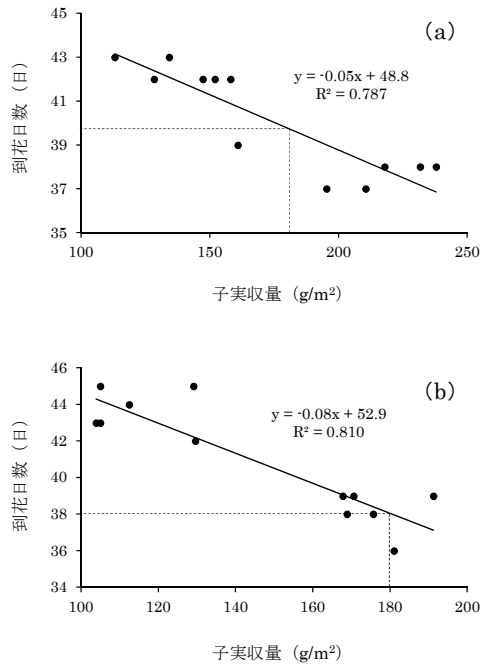 (a)
43
41
39
37
35
到花日数（日）
y = -0.05x + 48.8
R² = 0.787
100 150 200 250
子実収量（g/m²）
(b)
46
44
42
40
38
36
34
到花日数（日）
y = -0.08x + 52.9
R² = 0.810
100 120 140 160 180 200
子実収量（g/m²）